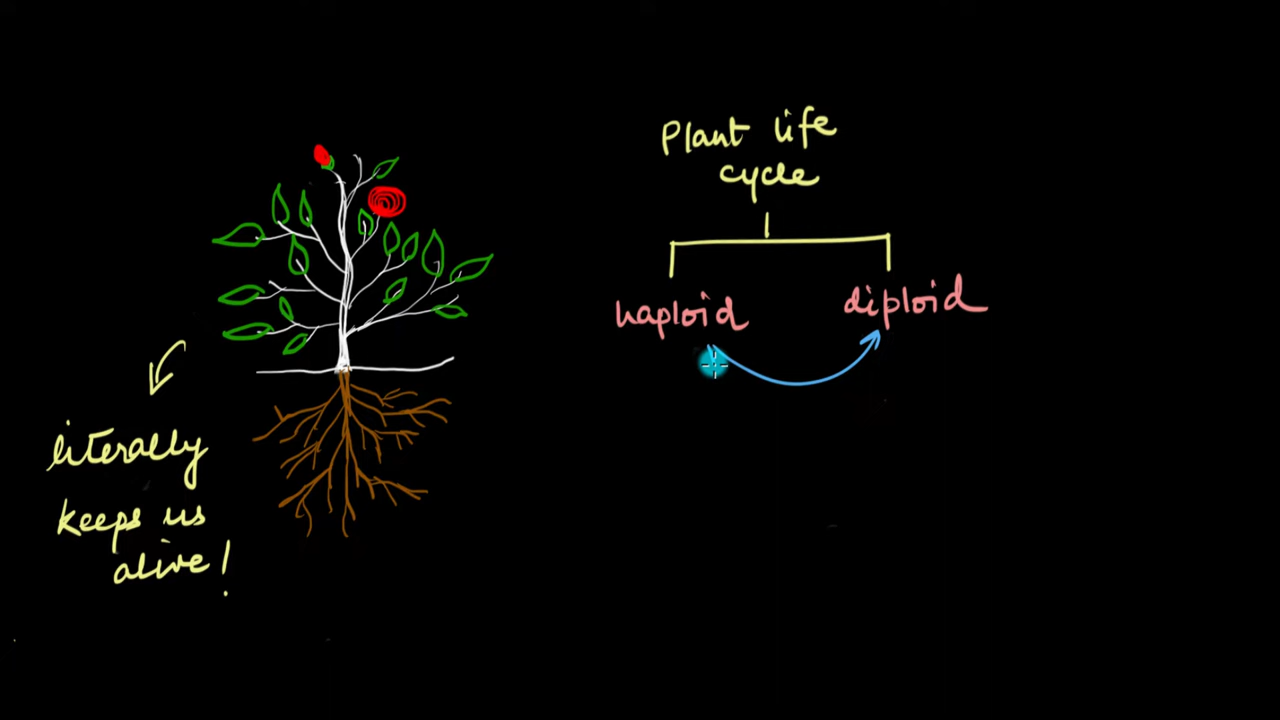 Plant life
cycle
haploid diploid
literally
keeps us
alive!